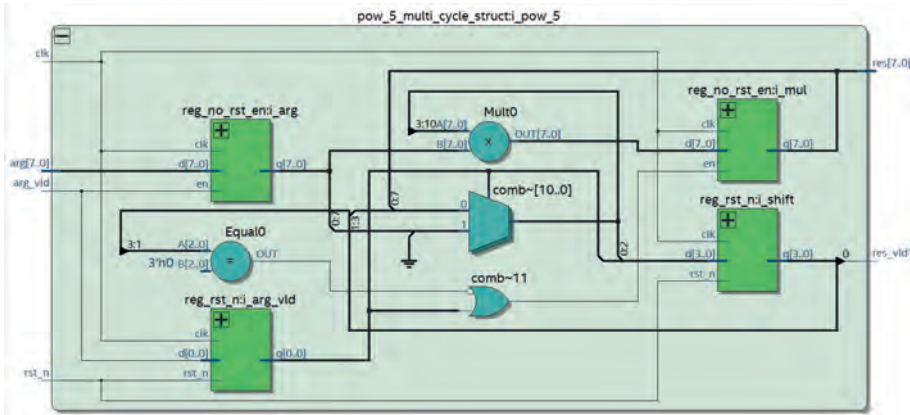 pow_5_multi_cycle_struct:i_pow_5
clk
res[7..0]
reg_no_rst_en:i_mul
reg_no_rst_en:i_arg
Mult0
3:10
A[7..0]
OUT[7..0]
B[7..0]
×
clk
d[7..0]
q[7..0]
en
clk
arg[7..0]
d[7..0]
q[7..0]
arg_vld
en
comb~[10..0]
0:7
0:7
1:3
0
1
reg_rst_n:i_shift
Equal0
3:1
A[2..0]
OUT
3'h0
B[2..0]
=
0:2
clk
d[3..0]
q[3..0]
0
res_vld
rst_n
comb~11
reg_rst_n:i_arg_vld
clk
d[0..0]
q[0..0]
rst_n
rst_n